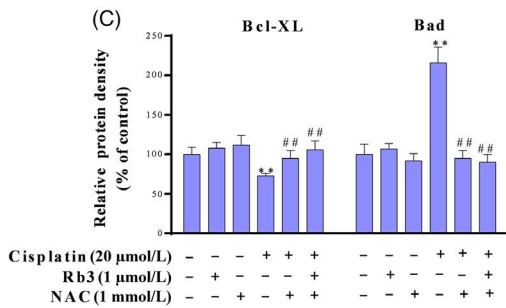 (C)
Bcl-XL Bad
Relative protein density
(% of control)
250
200
150
100
50
0
** ## ## ** ## ##
Cisplatin (20 μmol/L) – – – + + + – – – + + +
Rb3 (1 μmol/L) – + – – – + – + – – – +
NAC (1 mmol/L) – – + – + + – – + – + +